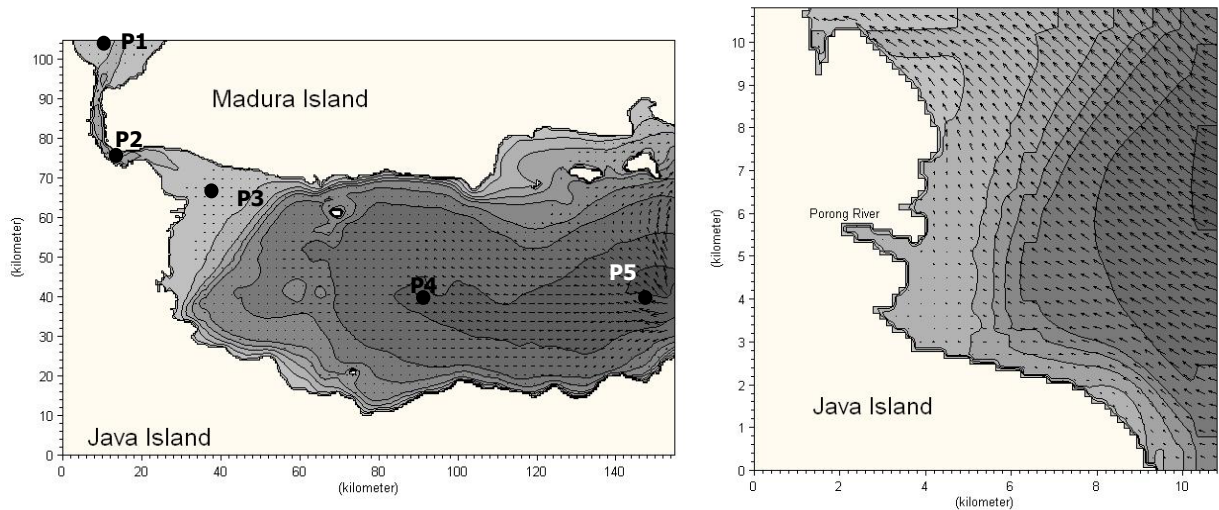 P1
Madura Island
P2
P3
P5
P4
Java Island
100
90
80
70
60
50
40
30
20
10
0
(kilometer)
0 20 40 60 80 100 120 140
(kilometer)
Porong River
Java Island
10
9
8
7
6
5
4
3
2
1
0
(kilometer)
0 2 4 6 8 10
(kilometer)